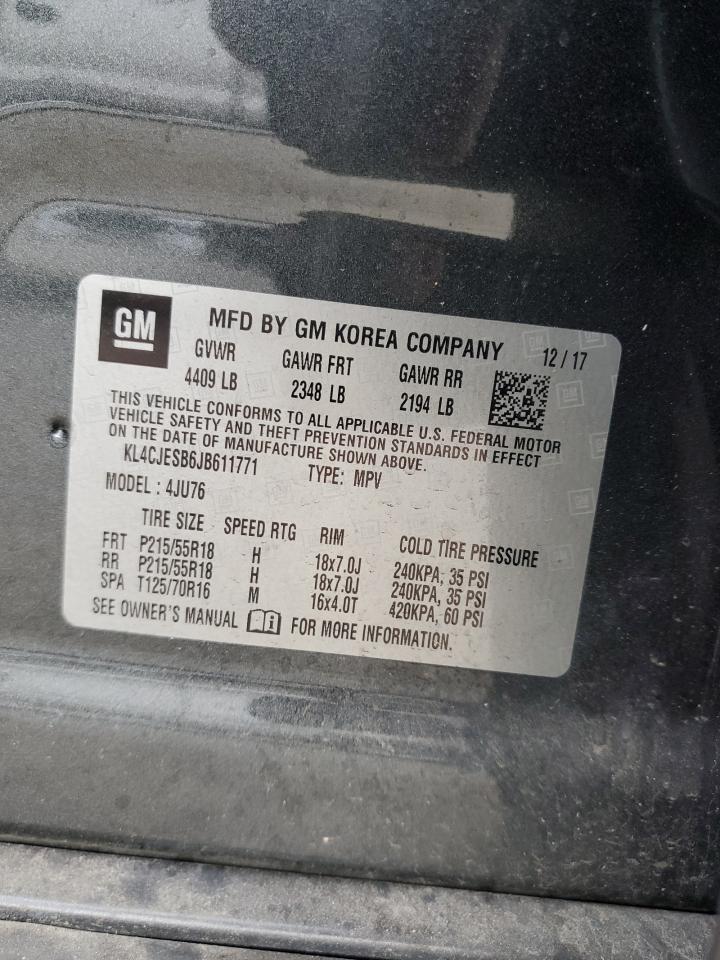 GM MFD BY GM KOREA COMPANY 12/17
GVWR GAWR FRT GAWR RR
4409 LB 2348 LB 2194 LB
THIS VEHICLE CONFORMS TO ALL APPLICABLE U.S. FEDERAL MOTOR
VEHICLE SAFETY AND THEFT PREVENTION STANDARDS IN EFFECT
ON THE DATE OF MANUFACTURE SHOWN ABOVE.
KL4CJESB6JB611771 TYPE: MPV
MODEL: 4JU76
TIRE SIZE SPEED RTG RIM COLD TIRE PRESSURE
FRT P215/55R18 H 18x7.0J 240KPA, 35 PSI
RR P215/55R18 H 18x7.0J 240KPA, 35 PSI
SPA T125/70R16 M 16x4.0T 420KPA, 60 PSI
SEE OWNER'S MANUAL FOR MORE INFORMATION.